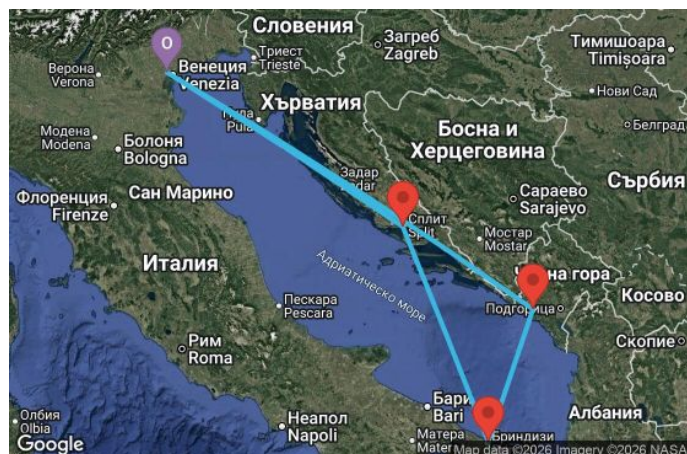 Словения
Загреб
Zagreb
Тимишоара
Timișoara
О
Триест
Trieste
Верона
Verona
Венеция
Venezia
Нови Сад
Хърватия
Pula
Модена
Modena
Болоня
Bologna
Босна и
Херцеговина
Белград
Задар
Сараево
Sarajevo
Сърбия
Флоренция
Firenze
Сан Марино
Сплит
Split
Мостар
Mostar
Италия
Адриатическо море
гора
Подгорица
Косово
Пескара
Pescara
Рим
Roma
Скопие
Бари
Bari
Албания
Олбия
Olbia
Неапол
Napoli
Матера
Бриндизи
Google
Map data ©2026 Imagery ©2026 NASA